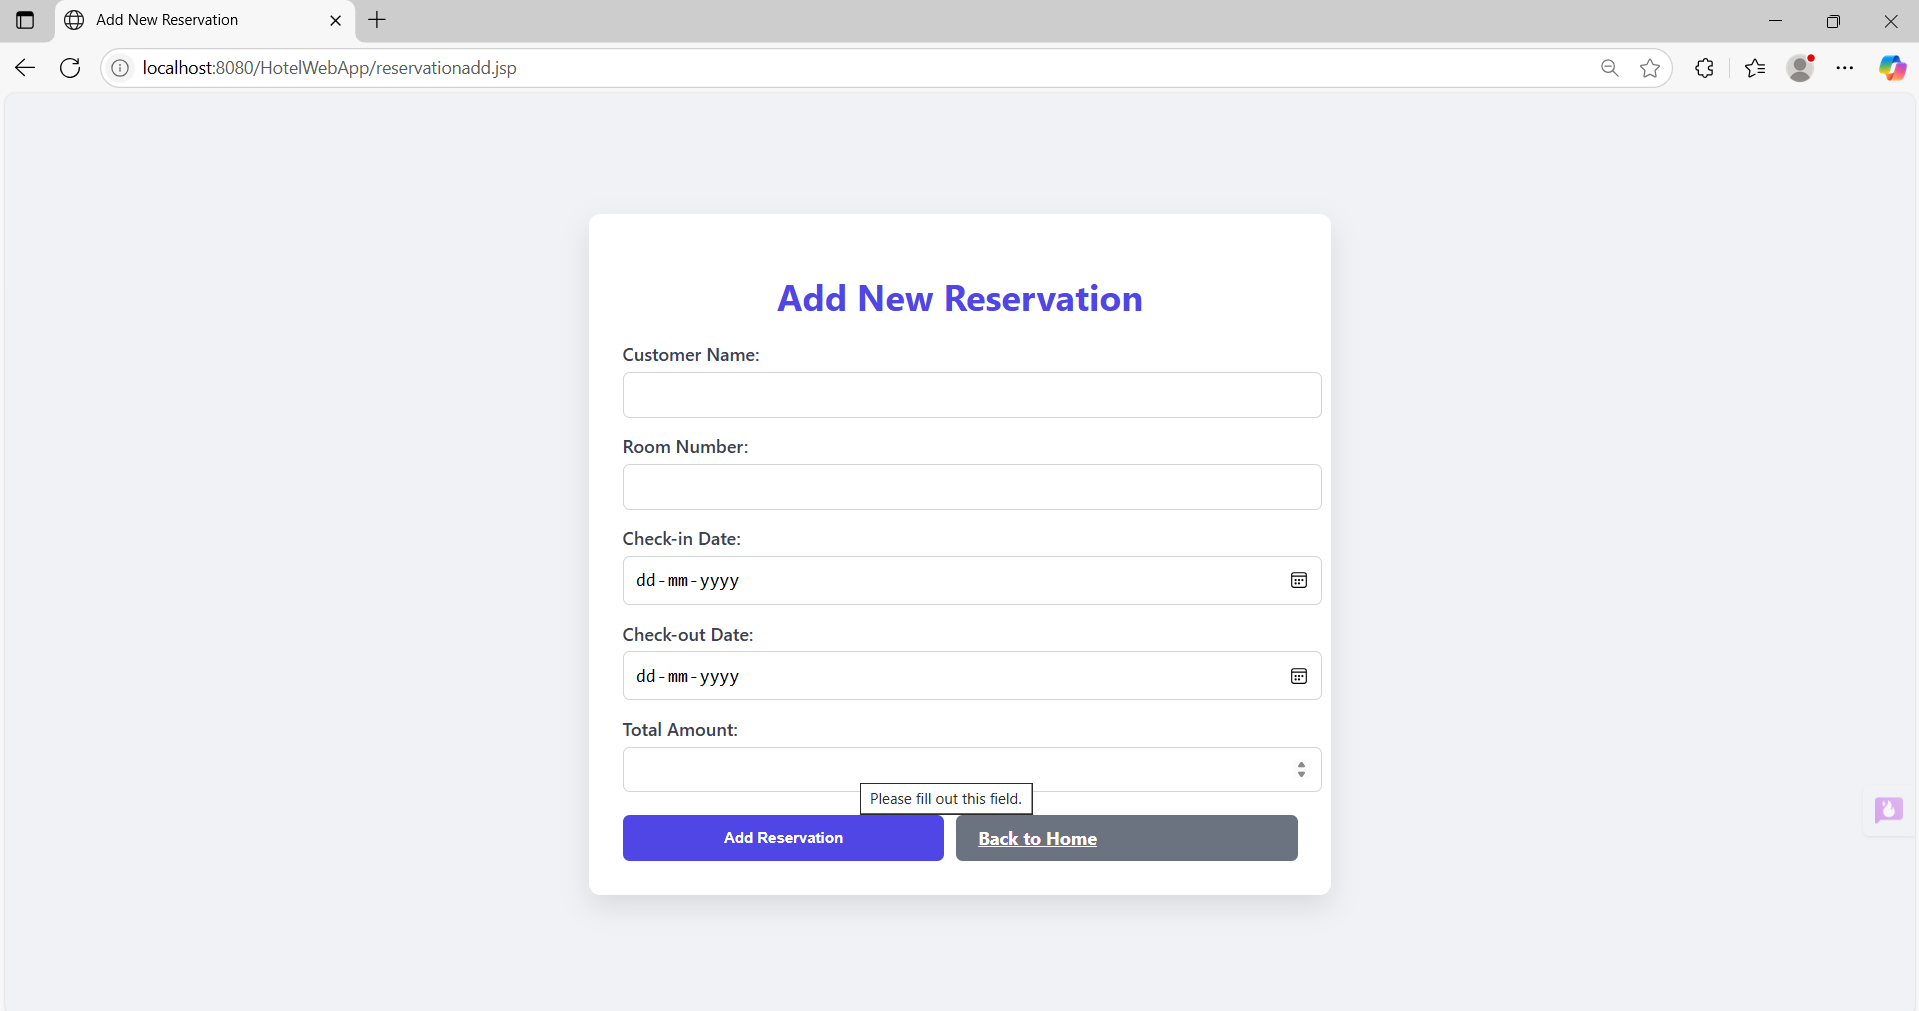 Add New Reservation
localhost:8080/HotelWebApp/reservationadd.jsp
Add New Reservation
Customer Name:
Room Number:
Check-in Date:
dd-mm-yyyy
Check-out Date:
dd-mm-yyyy
Total Amount:
Please fill out this field.
Add Reservation
Back to Home